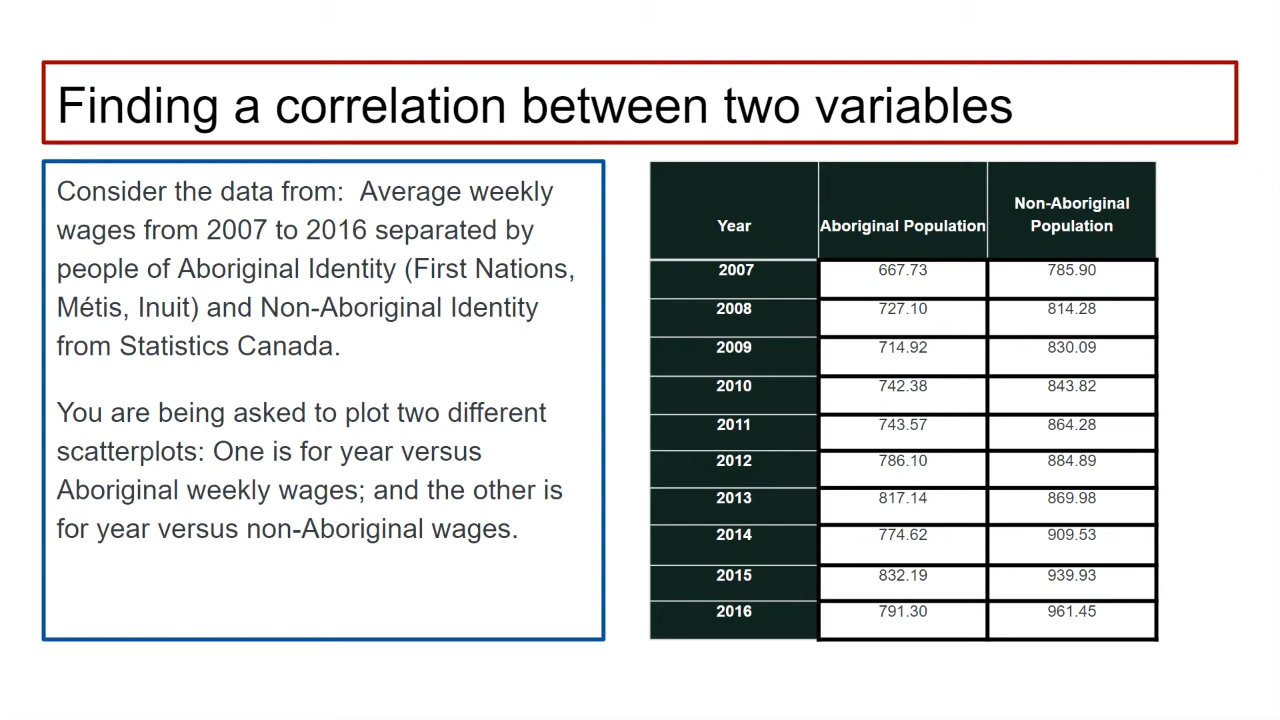 Finding a correlation between two variables
Consider the data from:  Average weekly
wages from 2007 to 2016 separated by
people of Aboriginal Identity (First Nations,
Métis, Inuit) and Non-Aboriginal Identity
from Statistics Canada.
You are being asked to plot two different
scatterplots: One is for year versus
Aboriginal weekly wages; and the other is
for year versus non-Aboriginal wages.
Year Aboriginal Population Non-Aboriginal Population
2007 667.73 785.90
2008 727.10 814.28
2009 714.92 830.09
2010 742.38 843.82
2011 743.57 864.28
2012 786.10 884.89
2013 817.14 869.98
2014 774.62 909.53
2015 832.19 939.93
2016 791.30 961.45